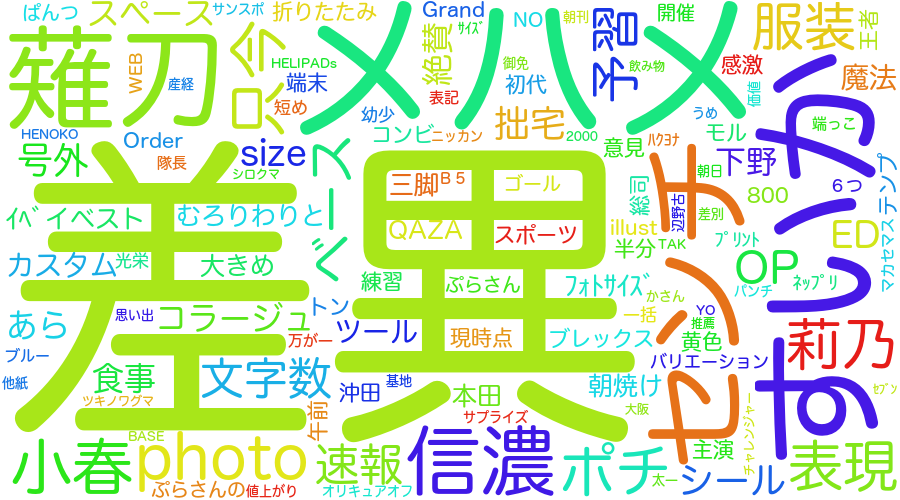 ぱんつ
スペース
サンスポ
折りたたみ
Grand
ｻｲｽﾞ
NO
朝刊
開催
服装
王者
薙刀
WEB
只今
HELIPADs
メハメ
絶賛
御免
予習
飲み物
感激
魔法
産経
端末
短め
表記
初代
価値
HENOKO
Order
幼少
拙宅
うめ
端っこ
号外
隊長
size
コンビ
ニッカン
2000
意見
モル
ﾊｸﾖﾅ
すいか
シロクマ
ベース
三脚
B5
ゴール
総司
センチ
下野
朝日
800
6つ
テンプ
ｲﾍﾞ
イベスト
むろりわりと
QAZA
スポーツ
illust
辺野古
差別
差
里
カスタム
光栄
大きめ
半分
TAK
ﾌﾟﾘﾝﾄ
OP
ED
マカセマス
練習
ぷらさん
ﾌｫﾄｻｲｽﾞ
かさん
パンチ
ﾈｯﾌﾟﾘ
あら
思い出
コラージュ
トン
一括
YO
推薦
莉乃
ブルー
万がー
ツール
現時点
ブレックス
黄色
バリエーション
他紙
食事
文字数
沖田
基地
本田
朝焼け
セブン
ツキノワグマ
午前
サプライズ
大阪
チャレンジャー
BASE
小春
photo
速報
信濃
ポチ
主演
表現
ぷらさんの
値上がり
オリキュアオフ
太一
シール